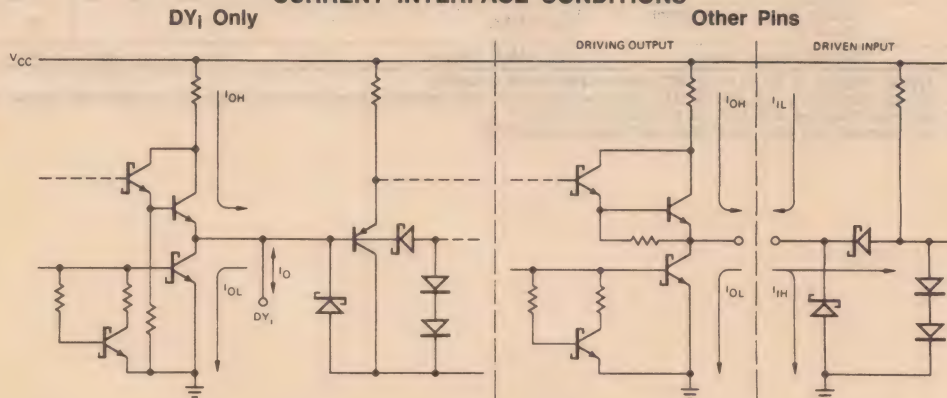 CURRENT INTERFACE CONDITIONS
DYi Only
Other Pins
DRIVING OUTPUT
DRIVEN INPUT
VCC
IOH
IOH
IIL
IOL
IO
DYi
IOL
IIH